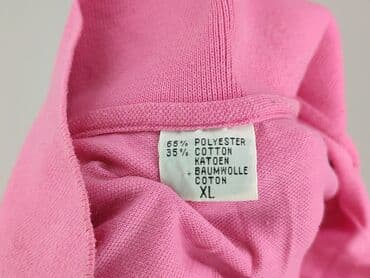 65% POLYESTER
35% COTTON
KATOEN
BAUMWOLLE
COTON
XL